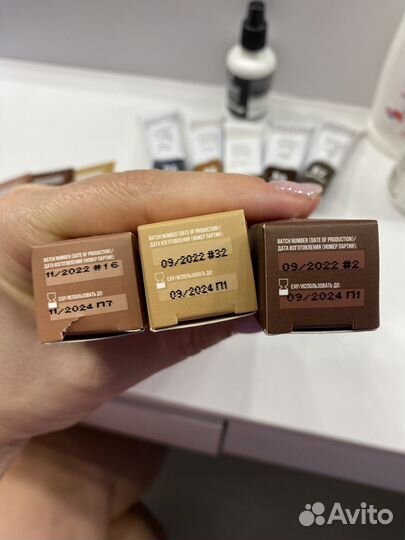 BATCH NUMBER (DATE OF PRODUCTION)/
ДАТА ИЗГОТОВЛЕНИЯ (НОМЕР ПАРТИИ):
11/2022 #16
EXP/ИСПОЛЬЗОВАТЬ ДО:
11/2024 П7
BATCH NUMBER (DATE OF PRODUCTION)/
ДАТА ИЗГОТОВЛЕНИЯ (НОМЕР ПАРТИИ):
09/2022 #32
EXP/ИСПОЛЬЗОВАТЬ ДО:
09/2024 П1
BATCH NUMBER (DATE OF PRODUCTION)/
ДАТА ИЗГОТОВЛЕНИЯ (НОМЕР ПАРТИИ):
09/2022 #2
EXP/ИСПОЛЬЗОВАТЬ ДО:
09/2024 П1
Avito